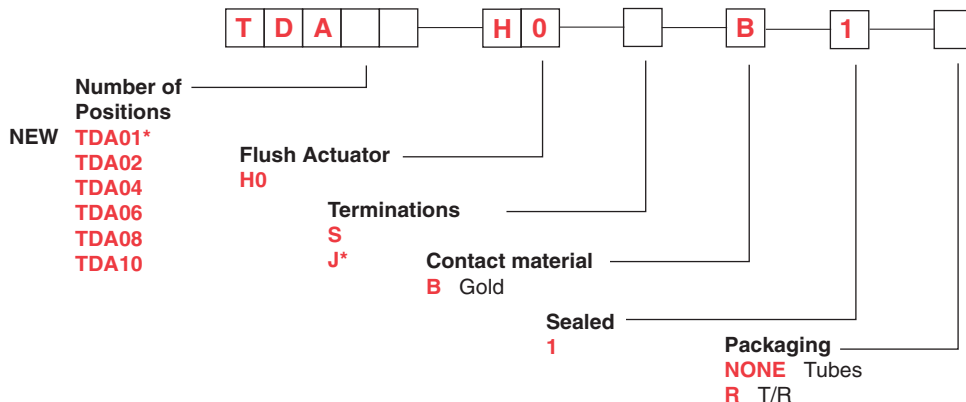 T D A H 0 B 1
Number of
Positions
NEW TDA01*
TDA02
TDA04
TDA06
TDA08
TDA10
Flush Actuator
H0
Terminations
S
J*
Contact material
B Gold
Sealed
1
Packaging
NONE Tubes
R T/R